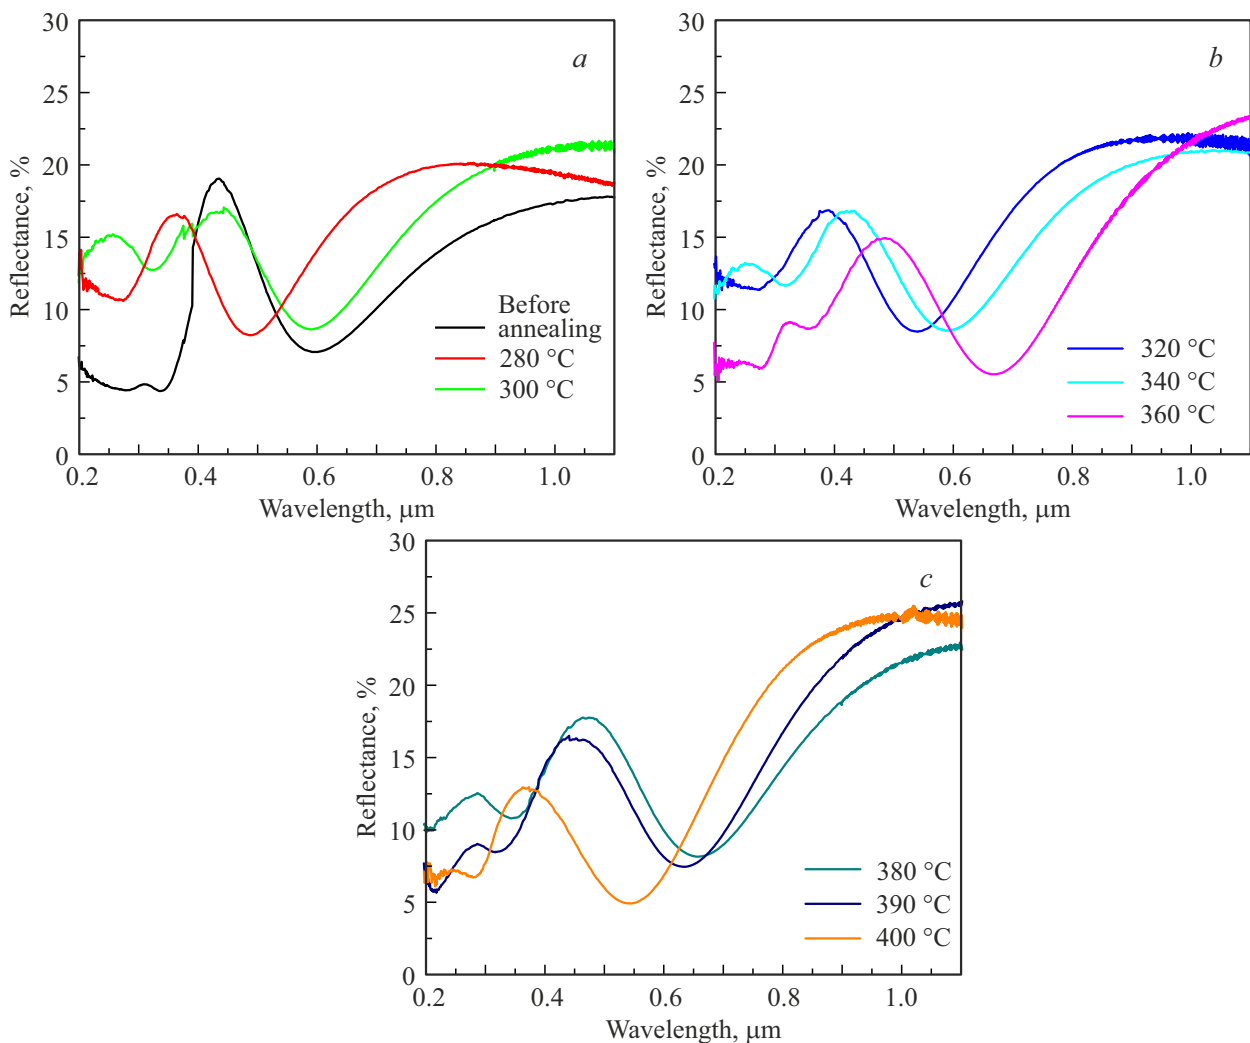 a
30
25
20
15
10
5
0
Reflectance, %
Before
annealing
280 °C
300 °C
0.2 0.4 0.6 0.8 1.0
Wavelength, μm
b
30
25
20
15
10
5
0
Reflectance, %
320 °C
340 °C
360 °C
0.2 0.4 0.6 0.8 1.0
Wavelength, μm
c
30
25
20
15
10
5
0
Reflectance, %
380 °C
390 °C
400 °C
0.2 0.4 0.6 0.8 1.0
Wavelength, μm